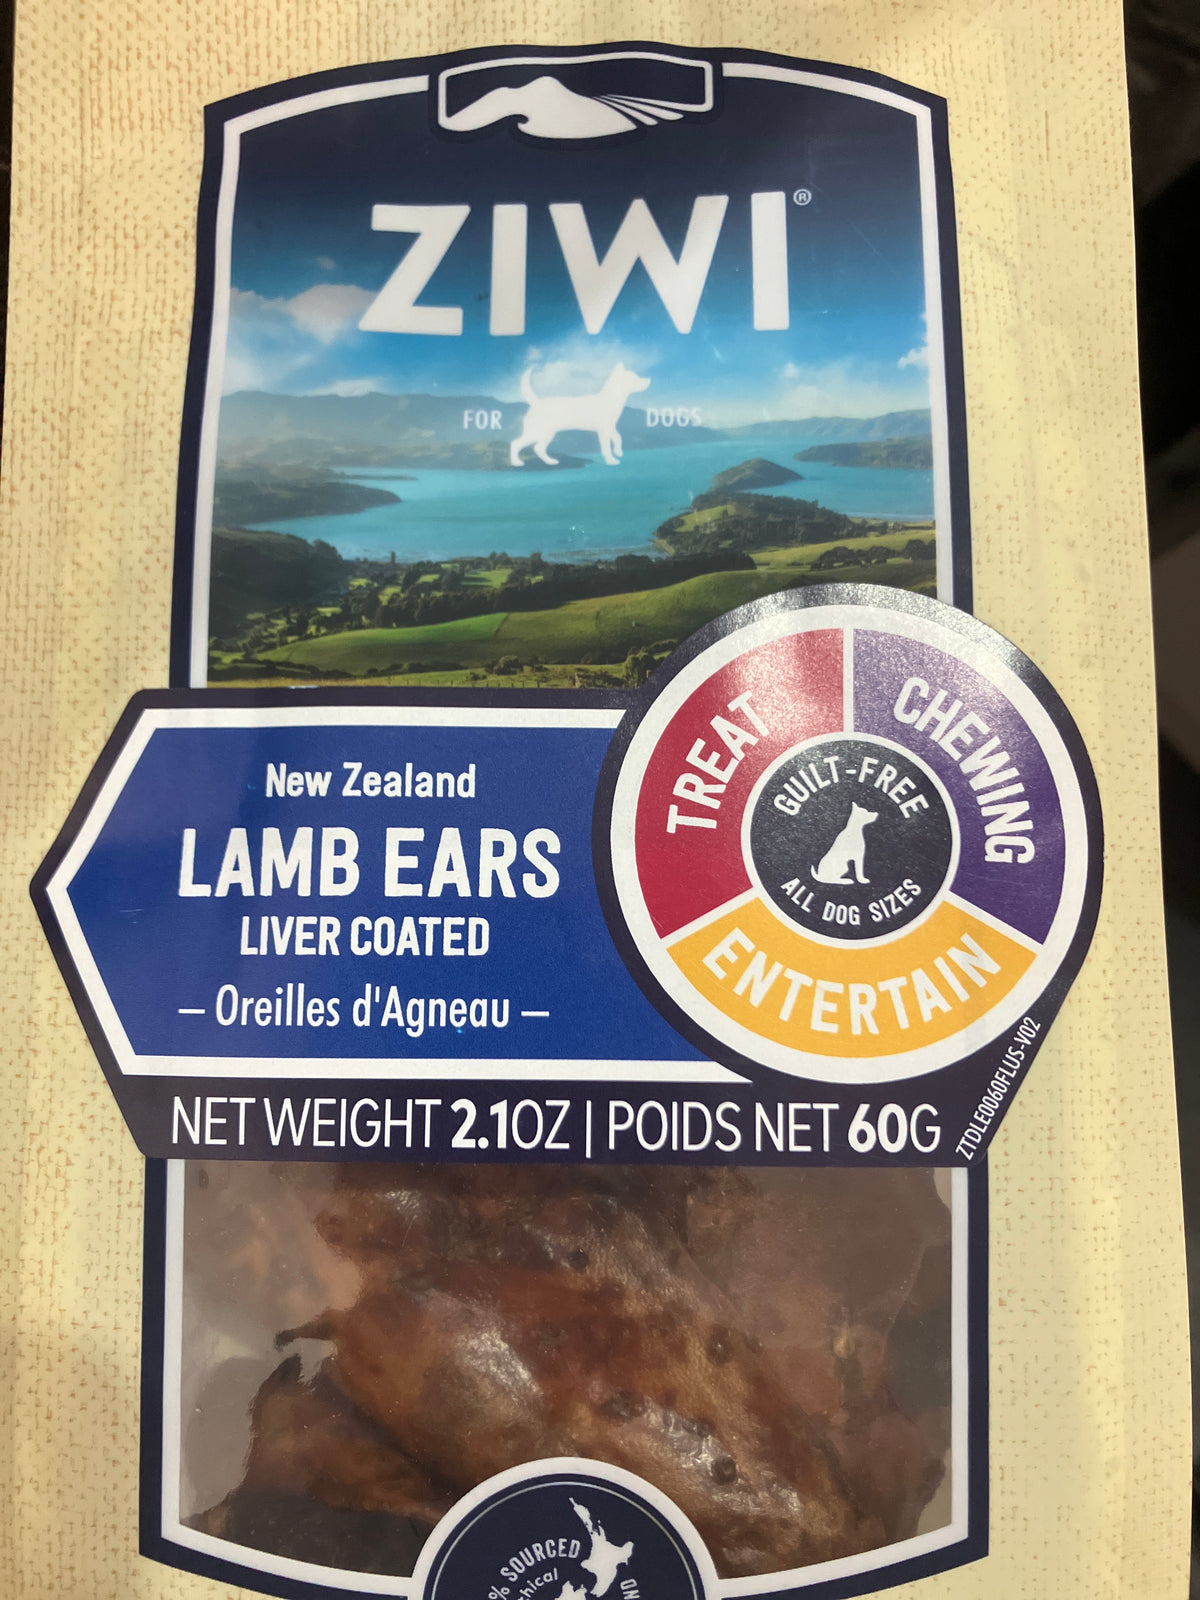 ZIWI®
FOR DOGS
TREAT
CHEWING
ENTERTAIN
GUILT-FREE
ALL DOG SIZES
New Zealand
LAMB EARS
LIVER COATED
– Oreilles d'Agneau –
NET WEIGHT 2.1OZ | POIDS NET 60G
ZTDLE0060FLUS-V02
% SOURCED